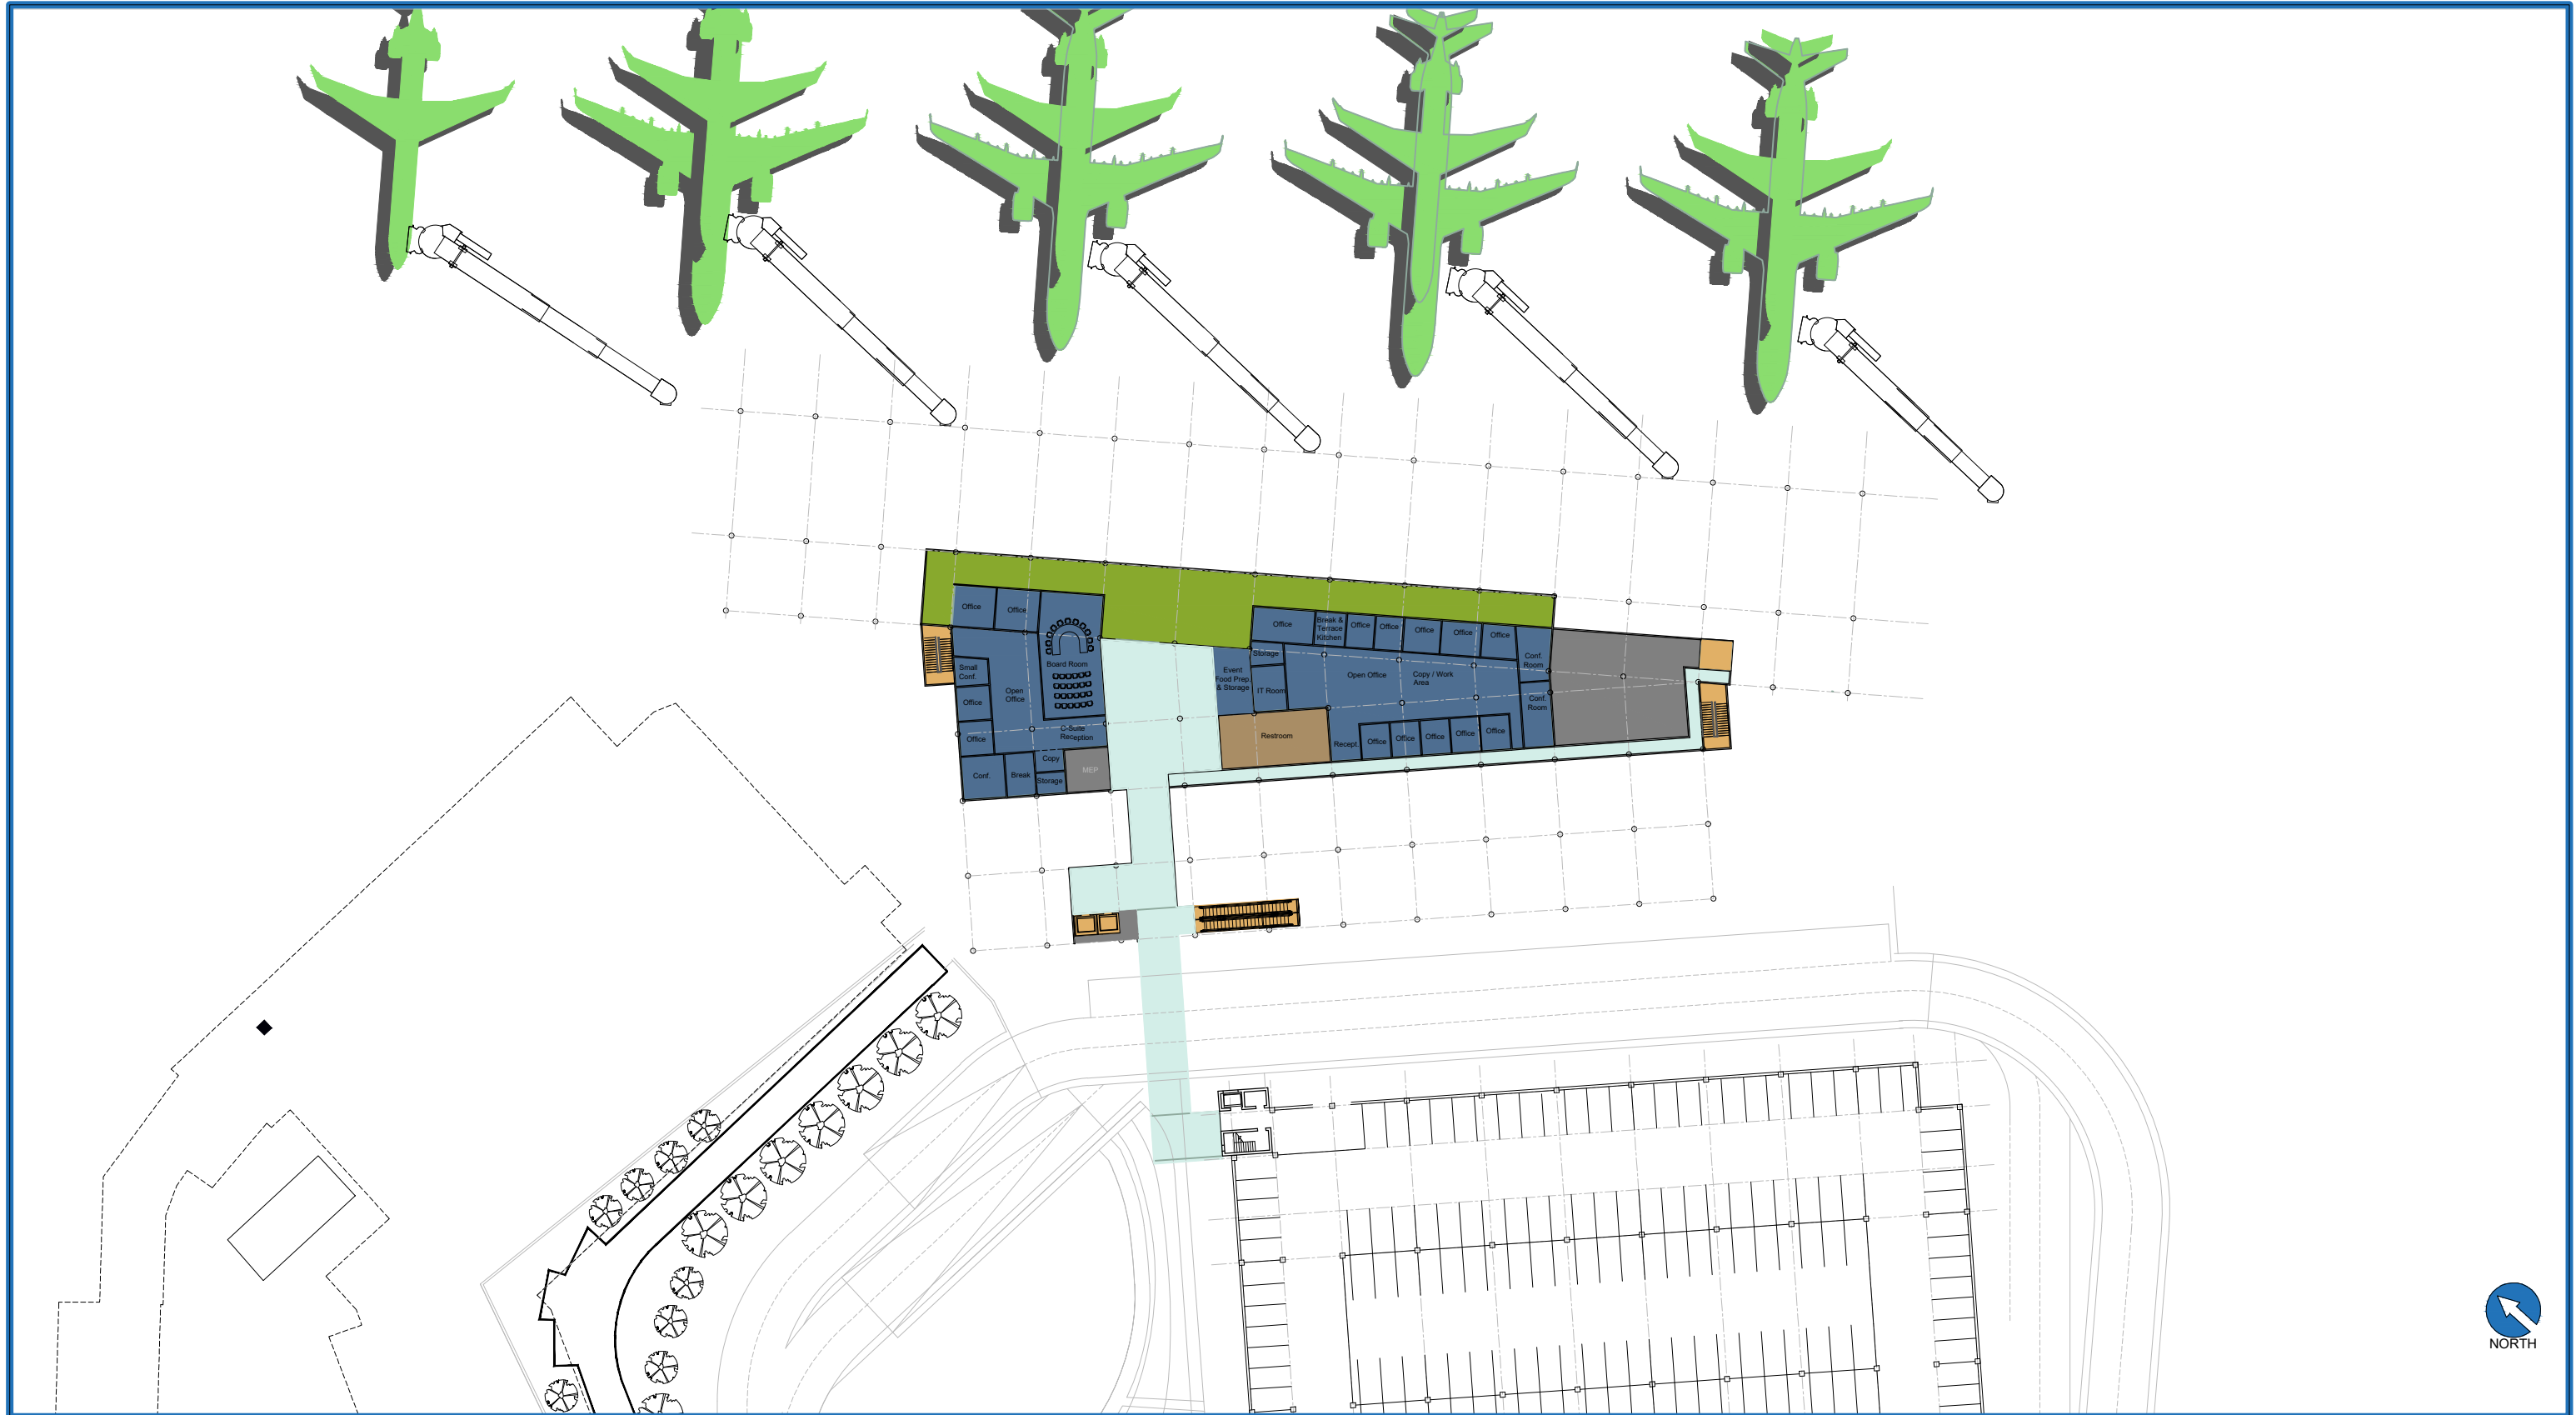 Office
Office
Board Room
Small
Conf.
Open
Office
Office
Office
C-Suite
Reception
Conf.
Break
Copy
Storage
MEP
Event
Food Prep.
& Storage
Storage
IT Room
Restroom
Office
Break &
Terrace
Kitchen
Office
Office
Office
Office
Office
Conf.
Room
Open Office
Copy / Work
Area
Conf.
Room
Recept.
Office
Office
Office
Office
Office
NORTH